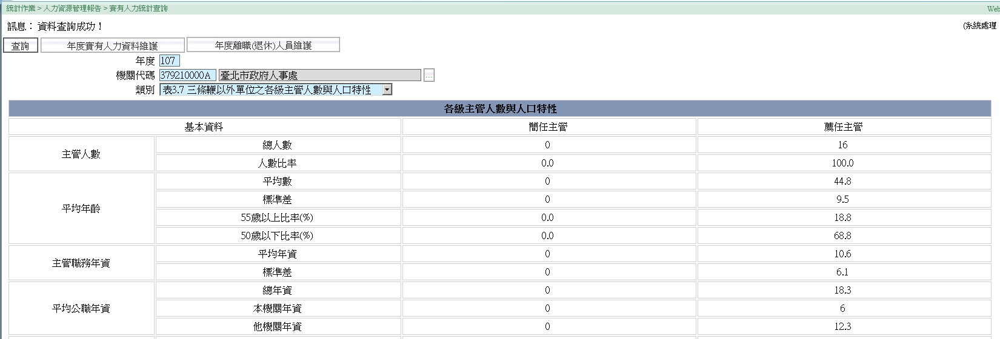 統計作業 > 人力資源管理報告 > 實有人力統計查詢 Web
訊息： 資料查詢成功！ (系統處理
查詢 年度實有人力資料維護 年度離職(退休)人員維護
年度 107
機關代碼 379210000A 臺北市政府人事處 ...
類別 表3.7 三條鞭以外單位之各級主管人數與人口特性
各級主管人數與人口特性
基本資料 簡任主管 薦任主管
主管人數 總人數 0 16
人數比率 0.0 100.0
平均年齡 平均數 0 44.8
標準差 0 9.5
55歲以上比率(%) 0.0 18.8
50歲以下比率(%) 0.0 68.8
主管職務年資 平均年資 0 10.6
標準差 0 6.1
平均公職年資 總年資 0 18.3
本機關年資 0 6
他機關年資 0 12.3